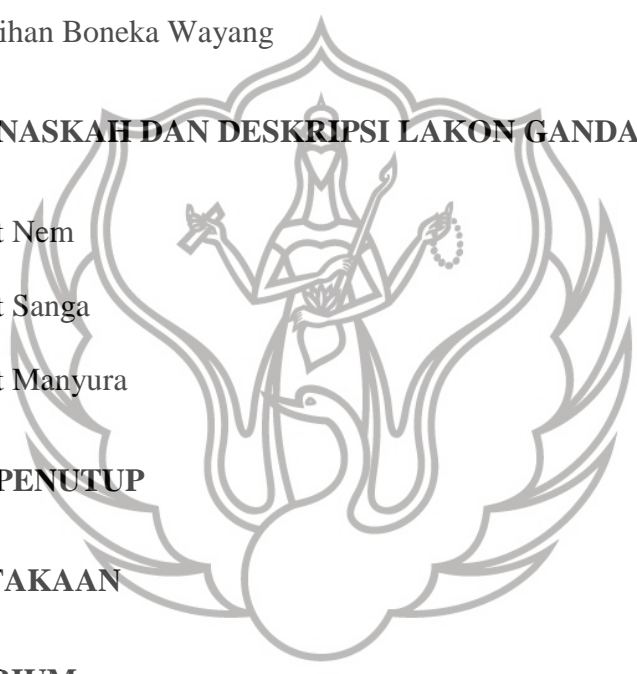 ihan Boneka Wayang
NASKAH DAN DESKRIPSI LAKON GANDA
t Nem
t Sanga
t Manyura
PENUTUP
TAKAAN